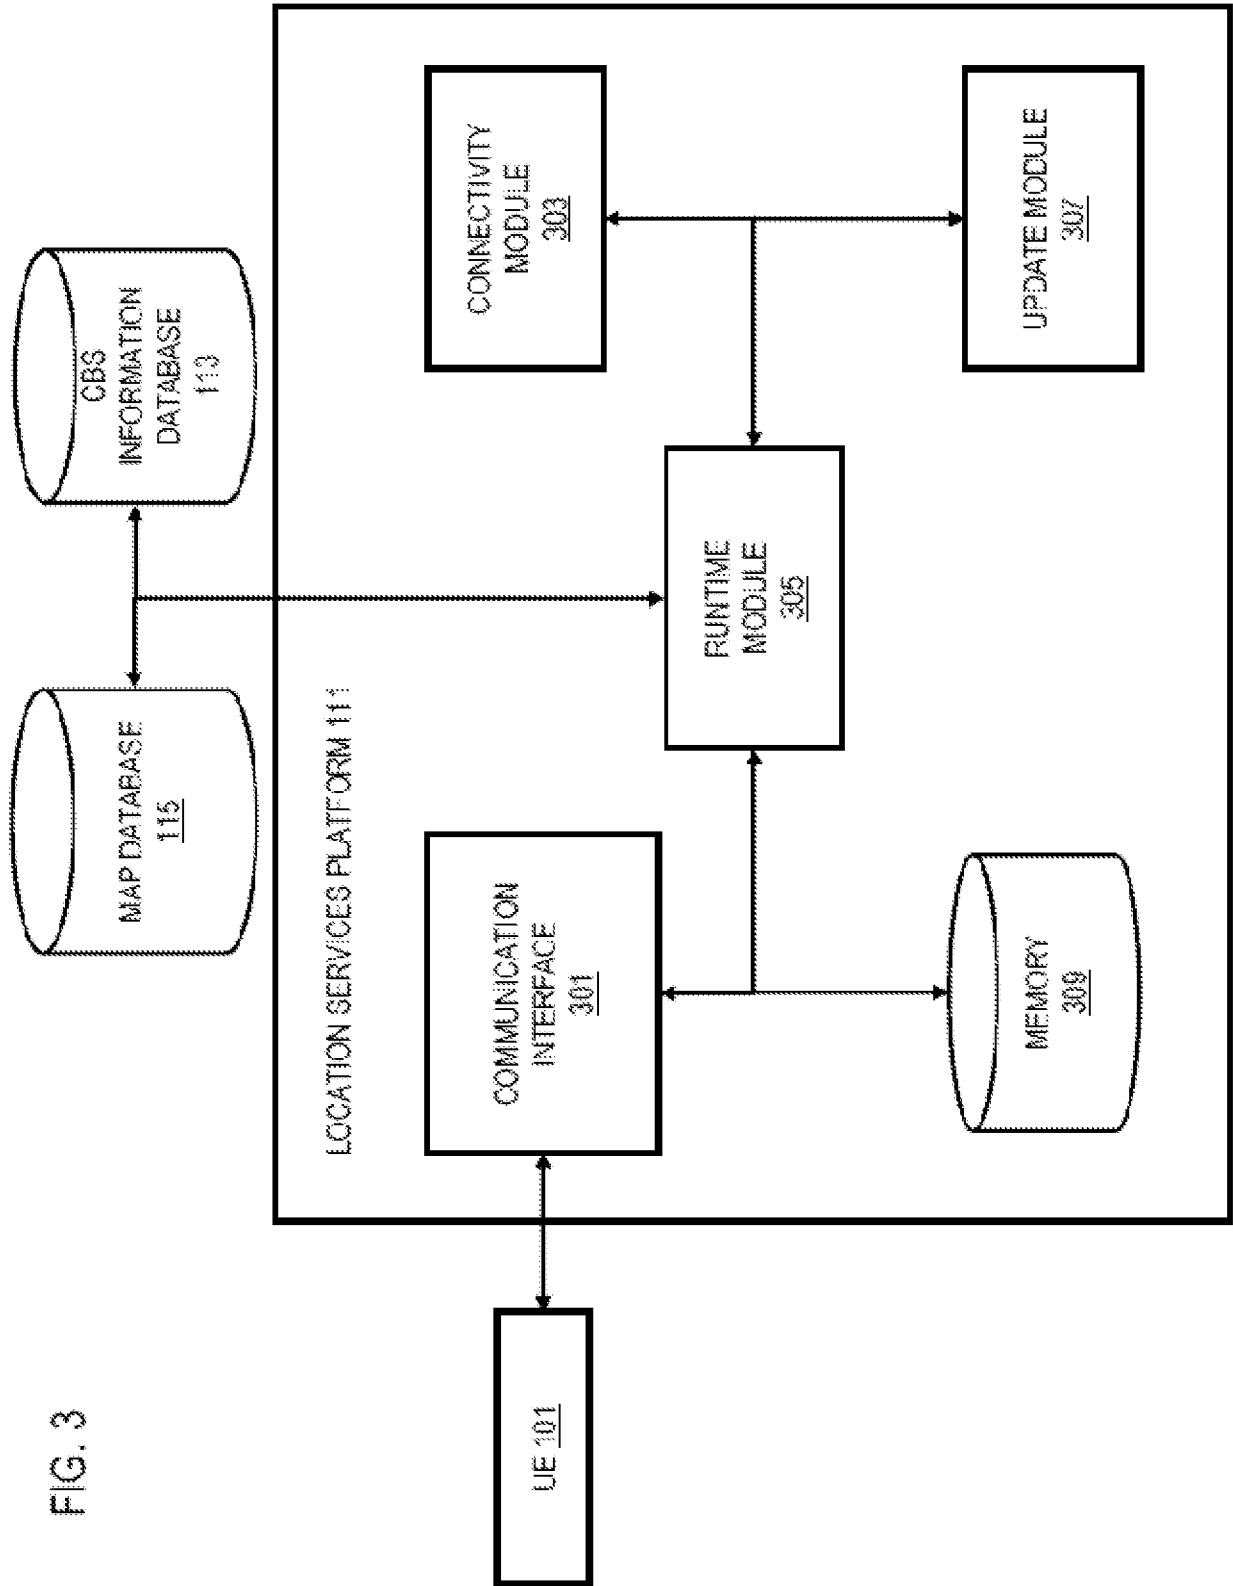 FIG. 3
MAP DATABASE
115
CBS
INFORMATION
DATABASE
113
LOCATION SERVICES PLATFORM 111
UE 101
COMMUNICATION
INTERFACE
301
CONNECTIVITY
MODULE
303
RUNTIME
MODULE
305
MEMORY
309
UPDATE MODULE
307